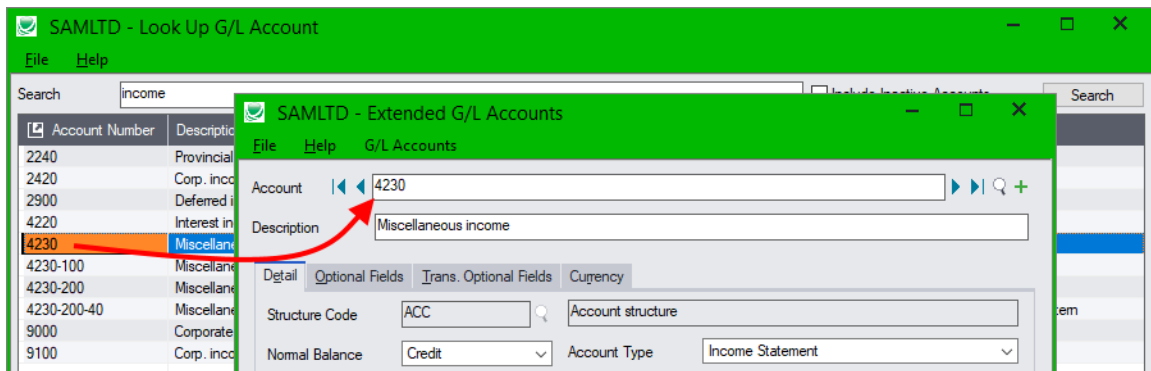 SAMLTD - Look Up G/L Account
File Help
Search income Include Inactive Accounts Search
Account Number Descriptio
2240 Provincial
2420 Corp. inco
2900 Deferred i
4220 Interest in
4230 Miscellane
4230-100 Miscellane
4230-200 Miscellane
4230-200-40 Miscellane tem
9000 Corporate
9100 Corp. inco
SAMLTD - Extended G/L Accounts
File Help G/L Accounts
Account 4230
Description Miscellaneous income
Detail Optional Fields Trans. Optional Fields Currency
Structure Code ACC Account structure
Normal Balance Credit Account Type Income Statement